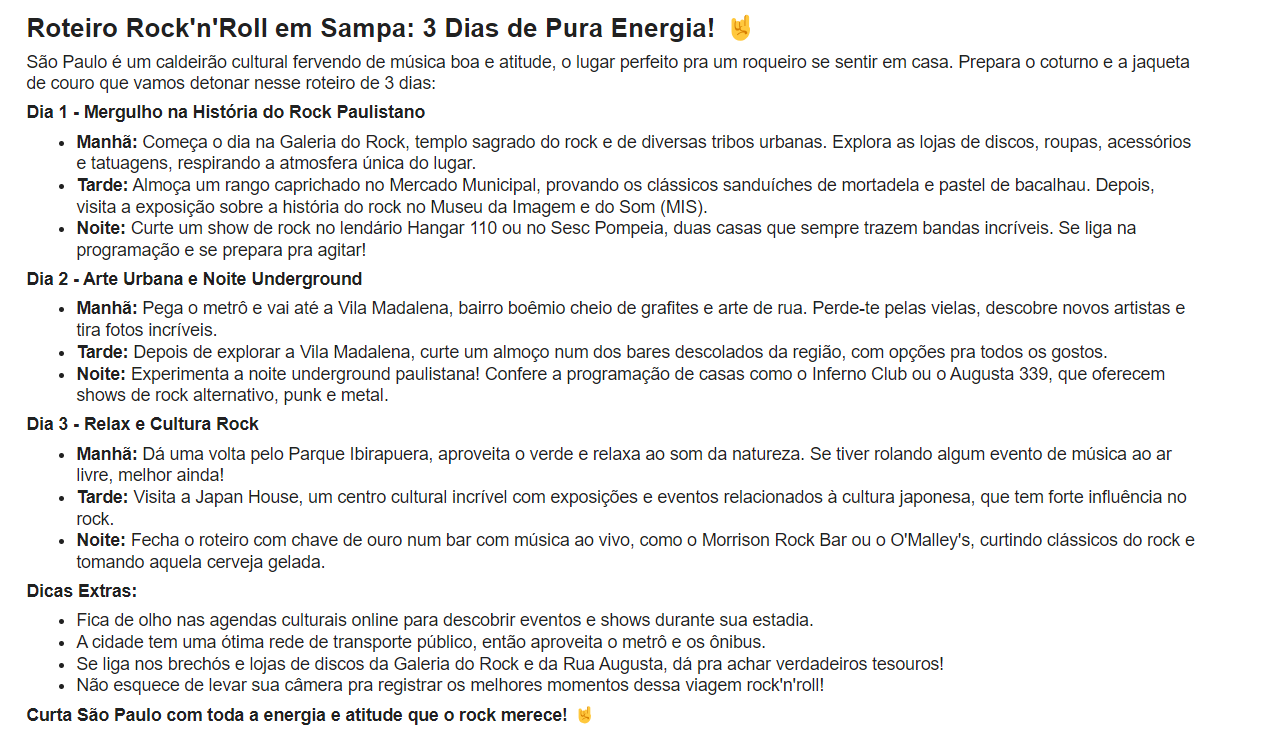 Roteiro Rock'n'Roll em Sampa: 3 Dias de Pura Energia! 🤘
São Paulo é um caldeirão cultural fervendo de música boa e atitude, o lugar perfeito pra um roqueiro se sentir em casa. Prepara o coturno e a jaqueta
de couro que vamos detonar nesse roteiro de 3 dias:
Dia 1 - Mergulho na História do Rock Paulistano
• Manhã: Começa o dia na Galeria do Rock, templo sagrado do rock e de diversas tribos urbanas. Explora as lojas de discos, roupas, acessórios
e tatuagens, respirando a atmosfera única do lugar.
• Tarde: Almoça um rango caprichado no Mercado Municipal, provando os clássicos sanduíches de mortadela e pastel de bacalhau. Depois,
visita a exposição sobre a história do rock no Museu da Imagem e do Som (MIS).
• Noite: Curte um show de rock no lendário Hangar 110 ou no Sesc Pompeia, duas casas que sempre trazem bandas incríveis. Se liga na
programação e se prepara pra agitar!
Dia 2 - Arte Urbana e Noite Underground
• Manhã: Pega o metrô e vai até a Vila Madalena, bairro boêmio cheio de grafites e arte de rua. Perde-te pelas vielas, descobre novos artistas e
tira fotos incríveis.
• Tarde: Depois de explorar a Vila Madalena, curte um almoço num dos bares descolados da região, com opções pra todos os gostos.
• Noite: Experimenta a noite underground paulistana! Confere a programação de casas como o Inferno Club ou o Augusta 339, que oferecem
shows de rock alternativo, punk e metal.
Dia 3 - Relax e Cultura Rock
• Manhã: Dá uma volta pelo Parque Ibirapuera, aproveita o verde e relaxa ao som da natureza. Se tiver rolando algum evento de música ao ar
livre, melhor ainda!
• Tarde: Visita a Japan House, um centro cultural incrível com exposições e eventos relacionados à cultura japonesa, que tem forte influência no
rock.
• Noite: Fecha o roteiro com chave de ouro num bar com música ao vivo, como o Morrison Rock Bar ou o O'Malley's, curtindo clássicos do rock e
tomando aquela cerveja gelada.
Dicas Extras:
• Fica de olho nas agendas culturais online para descobrir eventos e shows durante sua estadia.
• A cidade tem uma ótima rede de transporte público, então aproveita o metrô e os ônibus.
• Se liga nos brechós e lojas de discos da Galeria do Rock e da Rua Augusta, dá pra achar verdadeiros tesouros!
• Não esquece de levar sua câmera pra registrar os melhores momentos dessa viagem rock'n'roll!
Curta São Paulo com toda a energia e atitude que o rock merece! 🤘